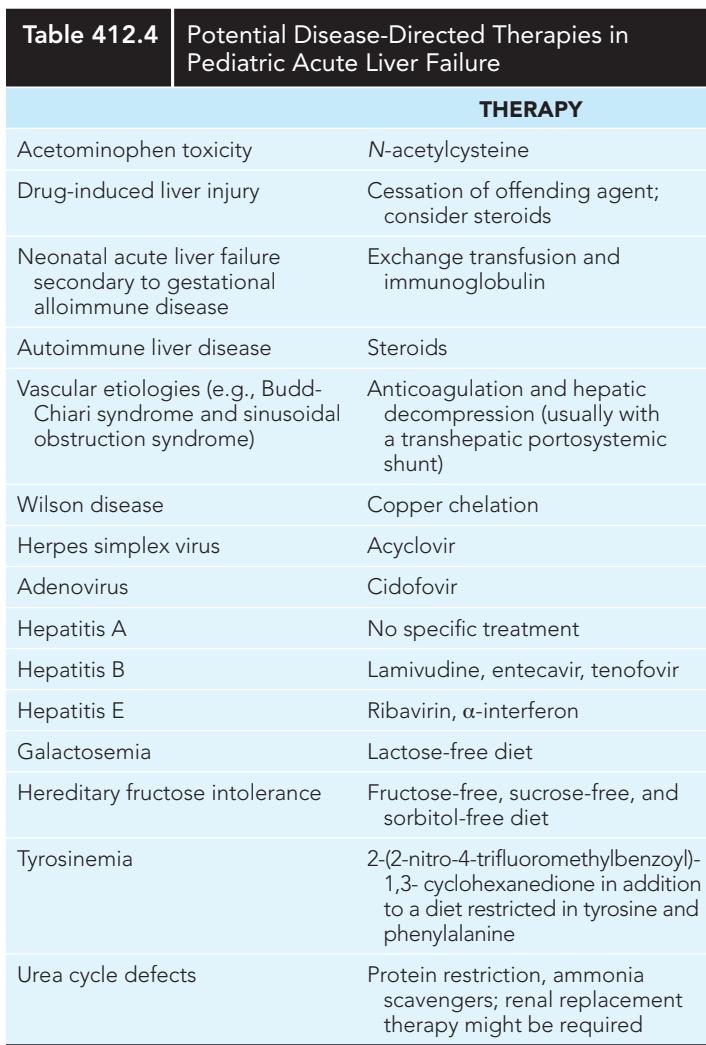 Table 412.4
Potential Disease-Directed Therapies in
Pediatric Acute Liver Failure
THERAPY
Acetominophen toxicity
N-acetylcysteine
Drug-induced liver injury
Cessation of offending agent;
consider steroids
Neonatal acute liver failure
secondary to gestational
alloimmune disease
Exchange transfusion and
immunoglobulin
Autoimmune liver disease
Steroids
Vascular etiologies (e.g., Budd-
Chiari syndrome and sinusoidal
obstruction syndrome)
Anticoagulation and hepatic
decompression (usually with
a transhepatic portosystemic
shunt)
Wilson disease
Copper chelation
Herpes simplex virus
Acyclovir
Adenovirus
Cidofovir
Hepatitis A
No specific treatment
Hepatitis B
Lamivudine, entecavir, tenofovir
Hepatitis E
Ribavirin, α-interferon
Galactosemia
Lactose-free diet
Hereditary fructose intolerance
Fructose-free, sucrose-free, and
sorbitol-free diet
Tyrosinemia
2-(2-nitro-4-trifluoromethylbenzoyl)-
1,3- cyclohexanedione in addition
to a diet restricted in tyrosine and
phenylalanine
Urea cycle defects
Protein restriction, ammonia
scavengers; renal replacement
therapy might be required